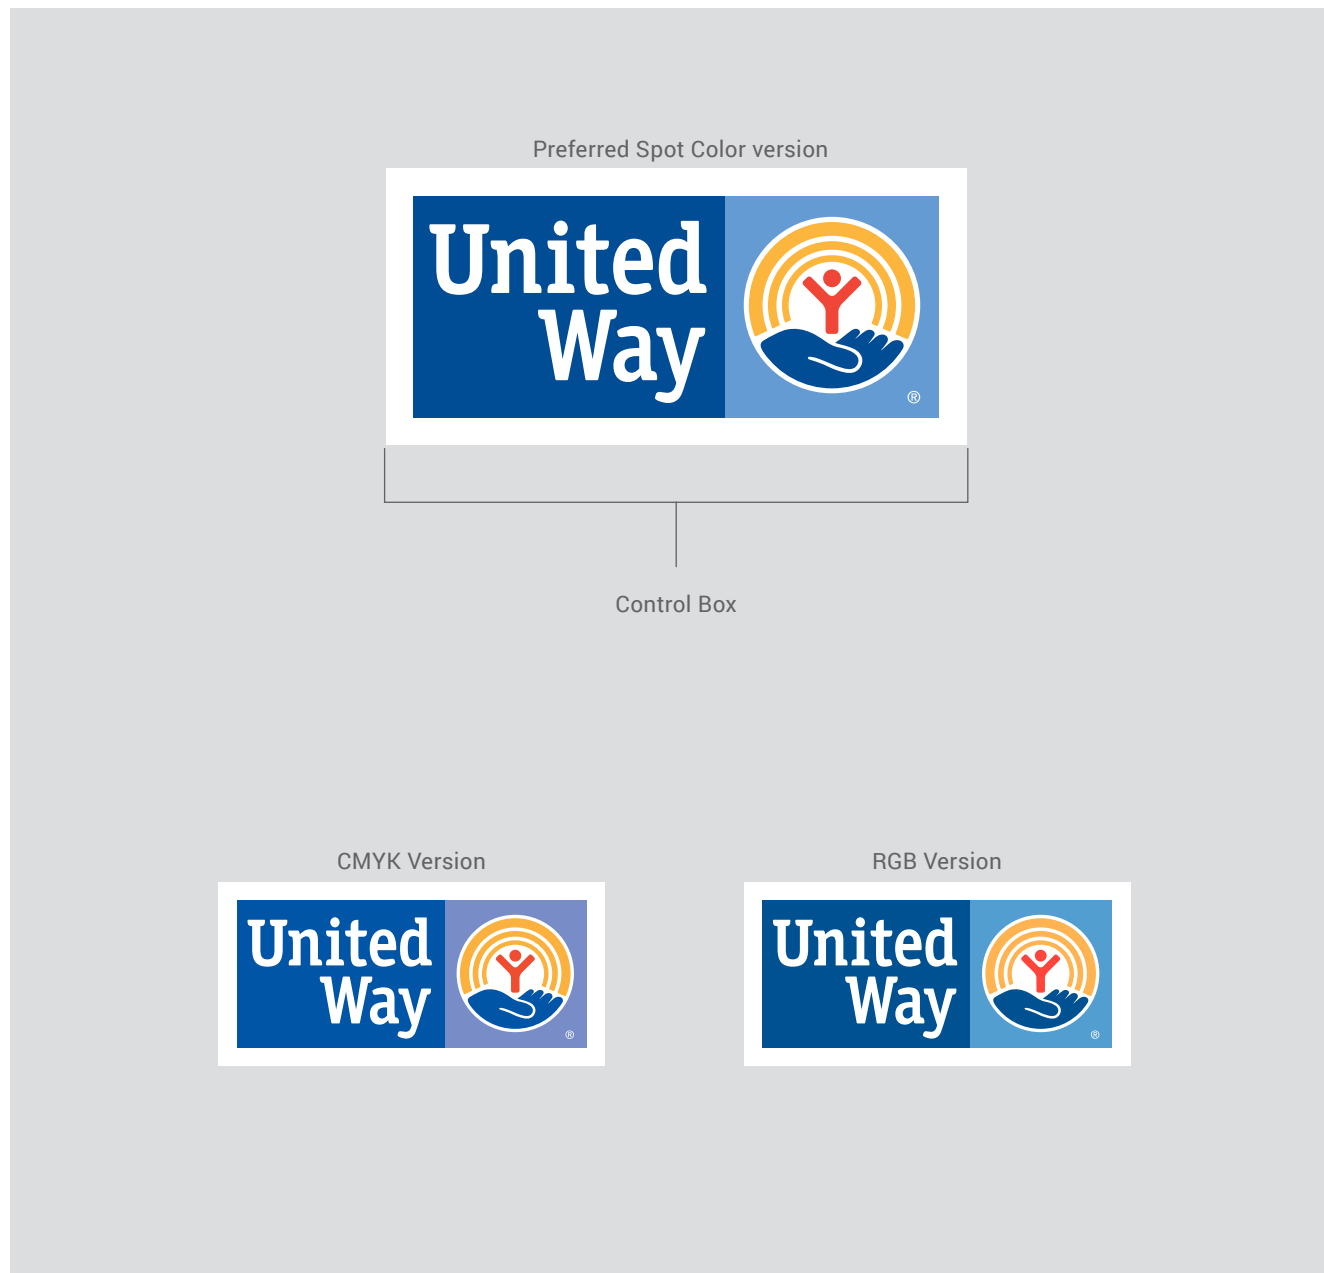 Preferred Spot Color version
United
Way
®
Control Box
CMYK Version
United
Way
®
RGB Version
United
Way
®